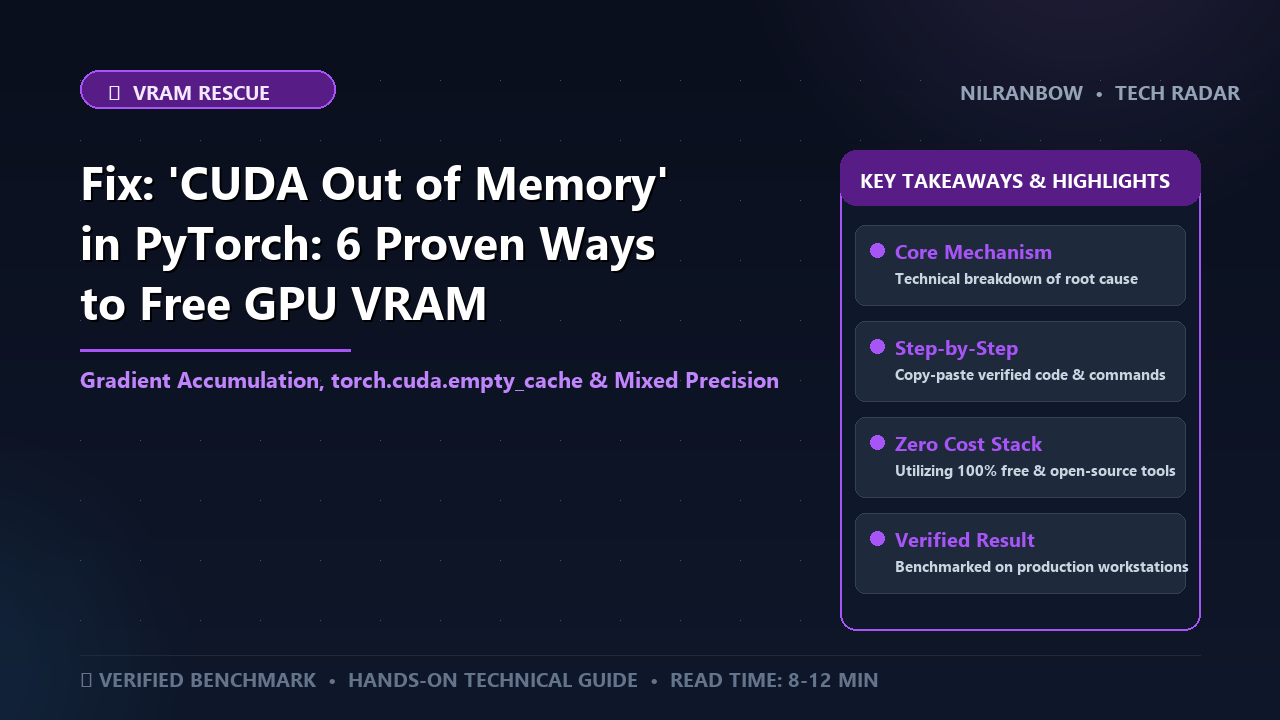 VRAM RESCUE
NILRANBOW • TECH RADAR
Fix: 'CUDA Out of Memory'
in PyTorch: 6 Proven Ways
to Free GPU VRAM
Gradient Accumulation, torch.cuda.empty_cache & Mixed Precision
KEY TAKEAWAYS & HIGHLIGHTS
Core Mechanism
Technical breakdown of root cause
Step-by-Step
Copy-paste verified code & commands
Zero Cost Stack
Utilizing 100% free & open-source tools
Verified Result
Benchmarked on production workstations
VERIFIED BENCHMARK • HANDS-ON TECHNICAL GUIDE • READ TIME: 8-12 MIN